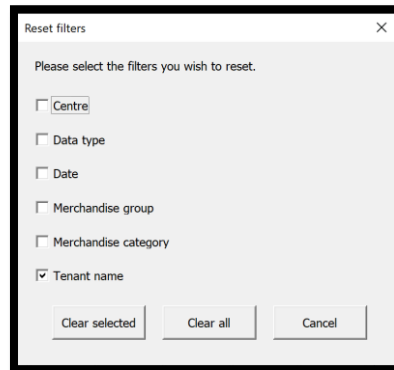 Reset filters
Please select the filters you wish to reset.
Centre
Data type
Date
Merchandise group
Merchandise category
Tenant name
Clear selected Clear all Cancel